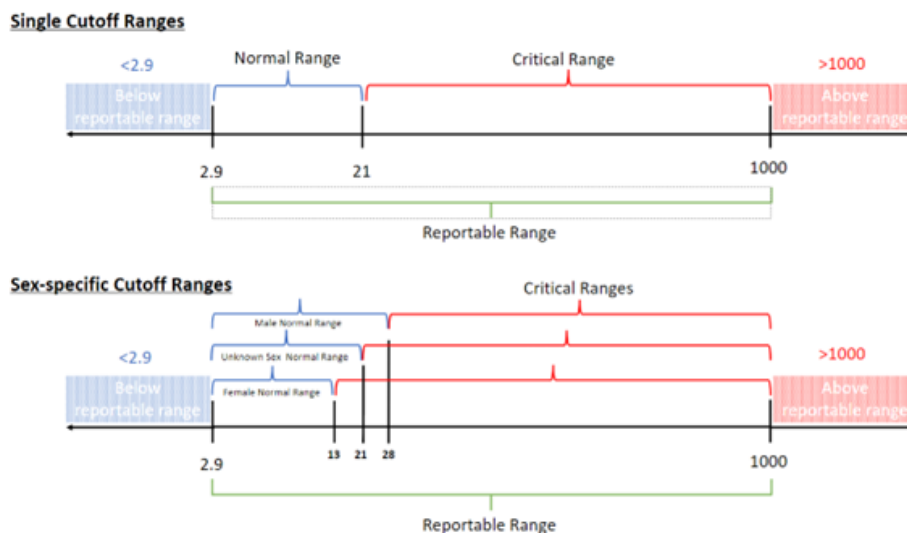 Single Cutoff Ranges
Normal Range
Critical Range
<2.9
>1000
Below
reportable range
Above
reportable range
2.9
21
1000
Reportable Range
Sex-specific Cutoff Ranges
Critical Ranges
Male Normal Range
<2.9
Unknown Sex Normal Range
>1000
Below
reportable range
Female Normal Range
Above
reportable range
2.9
13
21
28
1000
Reportable Range